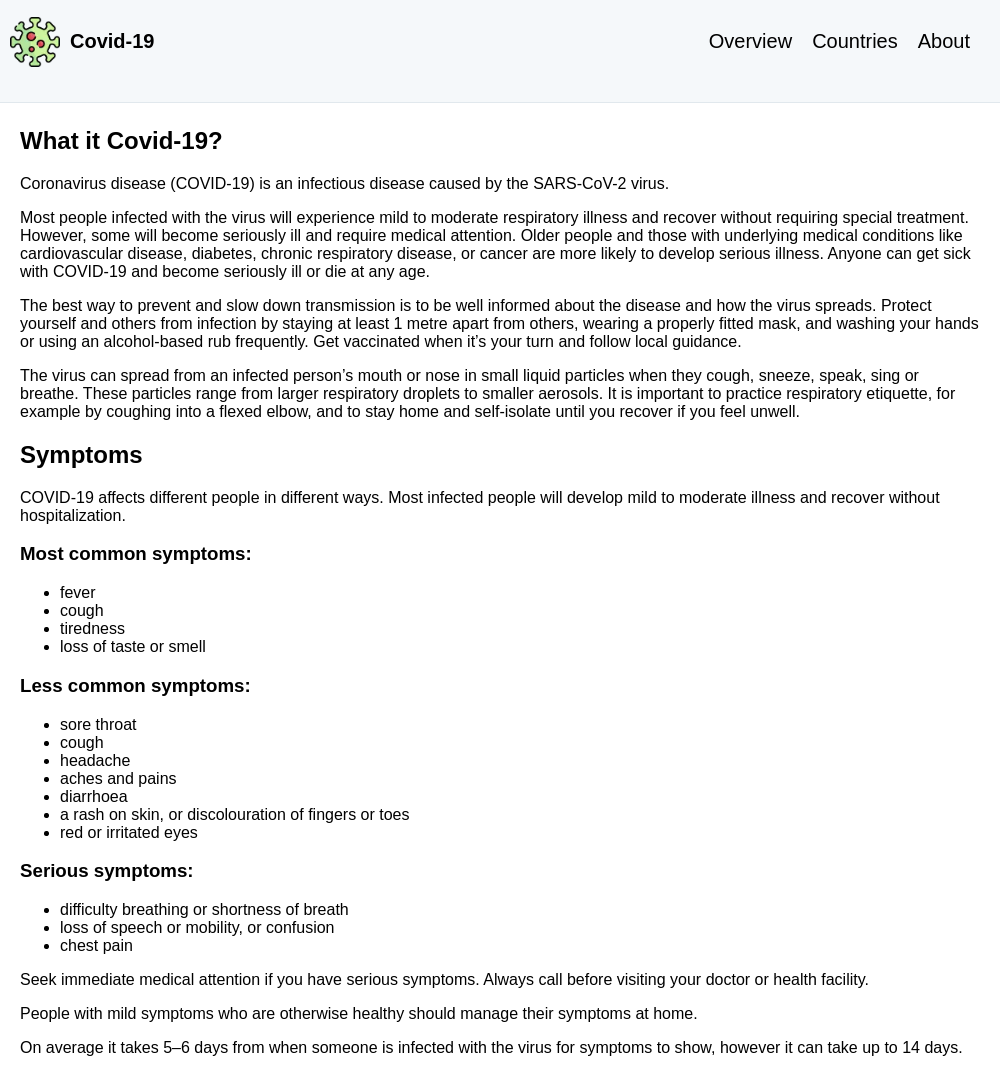 Covid-19
Overview Countries About
What it Covid-19?
Coronavirus disease (COVID-19) is an infectious disease caused by the SARS-CoV-2 virus.
Most people infected with the virus will experience mild to moderate respiratory illness and recover without requiring special treatment.
However, some will become seriously ill and require medical attention. Older people and those with underlying medical conditions like
cardiovascular disease, diabetes, chronic respiratory disease, or cancer are more likely to develop serious illness. Anyone can get sick
with COVID-19 and become seriously ill or die at any age.
The best way to prevent and slow down transmission is to be well informed about the disease and how the virus spreads. Protect
yourself and others from infection by staying at least 1 metre apart from others, wearing a properly fitted mask, and washing your hands
or using an alcohol-based rub frequently. Get vaccinated when it’s your turn and follow local guidance.
The virus can spread from an infected person’s mouth or nose in small liquid particles when they cough, sneeze, speak, sing or
breathe. These particles range from larger respiratory droplets to smaller aerosols. It is important to practice respiratory etiquette, for
example by coughing into a flexed elbow, and to stay home and self-isolate until you recover if you feel unwell.
Symptoms
COVID-19 affects different people in different ways. Most infected people will develop mild to moderate illness and recover without
hospitalization.
Most common symptoms:
• fever
• cough
• tiredness
• loss of taste or smell
Less common symptoms:
• sore throat
• cough
• headache
• aches and pains
• diarrhoea
• a rash on skin, or discolouration of fingers or toes
• red or irritated eyes
Serious symptoms:
• difficulty breathing or shortness of breath
• loss of speech or mobility, or confusion
• chest pain
Seek immediate medical attention if you have serious symptoms. Always call before visiting your doctor or health facility.
People with mild symptoms who are otherwise healthy should manage their symptoms at home.
On average it takes 5–6 days from when someone is infected with the virus for symptoms to show, however it can take up to 14 days.